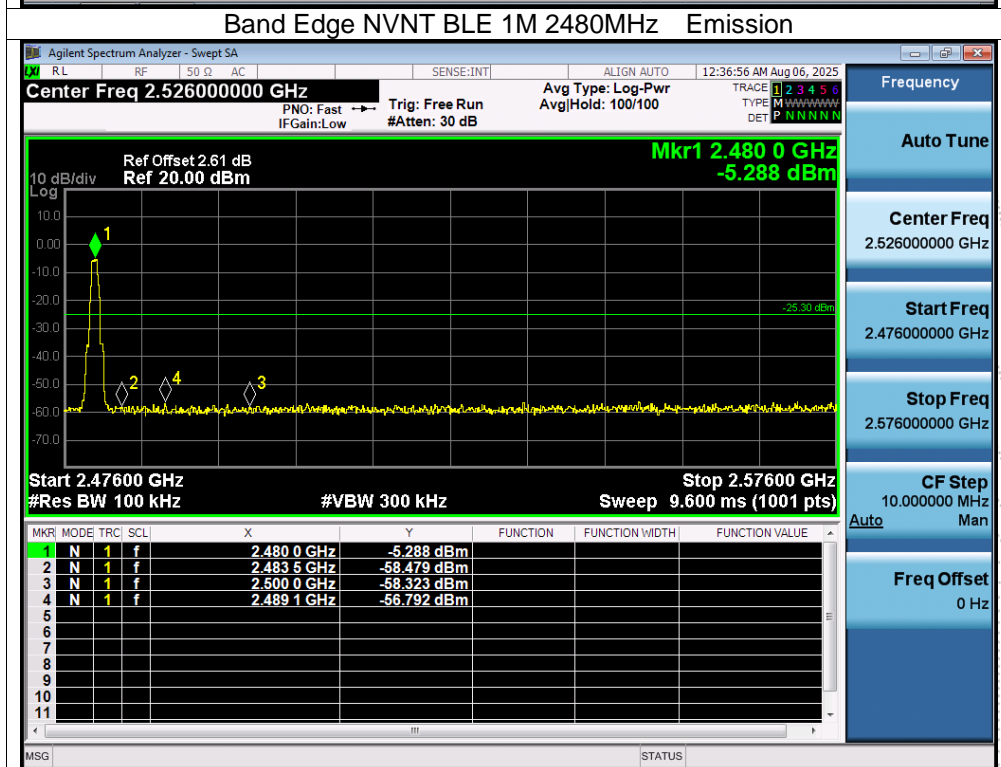 Band Edge NVNT BLE 1M 2480MHz Emission
Agilent Spectrum Analyzer - Swept SA
LXI RL RF 50 Ω AC SENSE:INT ALIGN AUTO 12:36:56 AM Aug 06, 2025
Center Freq 2.526000000 GHz
PNO: Fast
IFGain:Low
Trig: Free Run
#Atten: 30 dB
Avg Type: Log-Pwr
Avg|Hold: 100/100
TRACE 1 2 3 4 5 6
TYPE M W W W W W
DET P N N N N N
Mkr1 2.480 0 GHz
-5.288 dBm
Ref Offset 2.61 dB
10 dB/div Ref 20.00 dBm
Log
10.0
1
0.00
-10.0
-20.0
-25.30 dBm
-30.0
-40.0
-50.0
2 4 3
-60.0
-70.0
Start 2.47600 GHz Stop 2.57600 GHz
#Res BW 100 kHz #VBW 300 kHz Sweep 9.600 ms (1001 pts)
MKR MODE TRC SCL X Y FUNCTION FUNCTION WIDTH FUNCTION VALUE
1 N 1 f 2.480 0 GHz -5.288 dBm
2 N 1 f 2.483 5 GHz -58.479 dBm
3 N 1 f 2.500 0 GHz -58.323 dBm
4 N 1 f 2.489 1 GHz -56.792 dBm
5
6
7
8
9
10
11
MSG STATUS
Frequency
Auto Tune
Center Freq
2.526000000 GHz
Start Freq
2.476000000 GHz
Stop Freq
2.576000000 GHz
CF Step
10.000000 MHz
Auto Man
Freq Offset
0 Hz